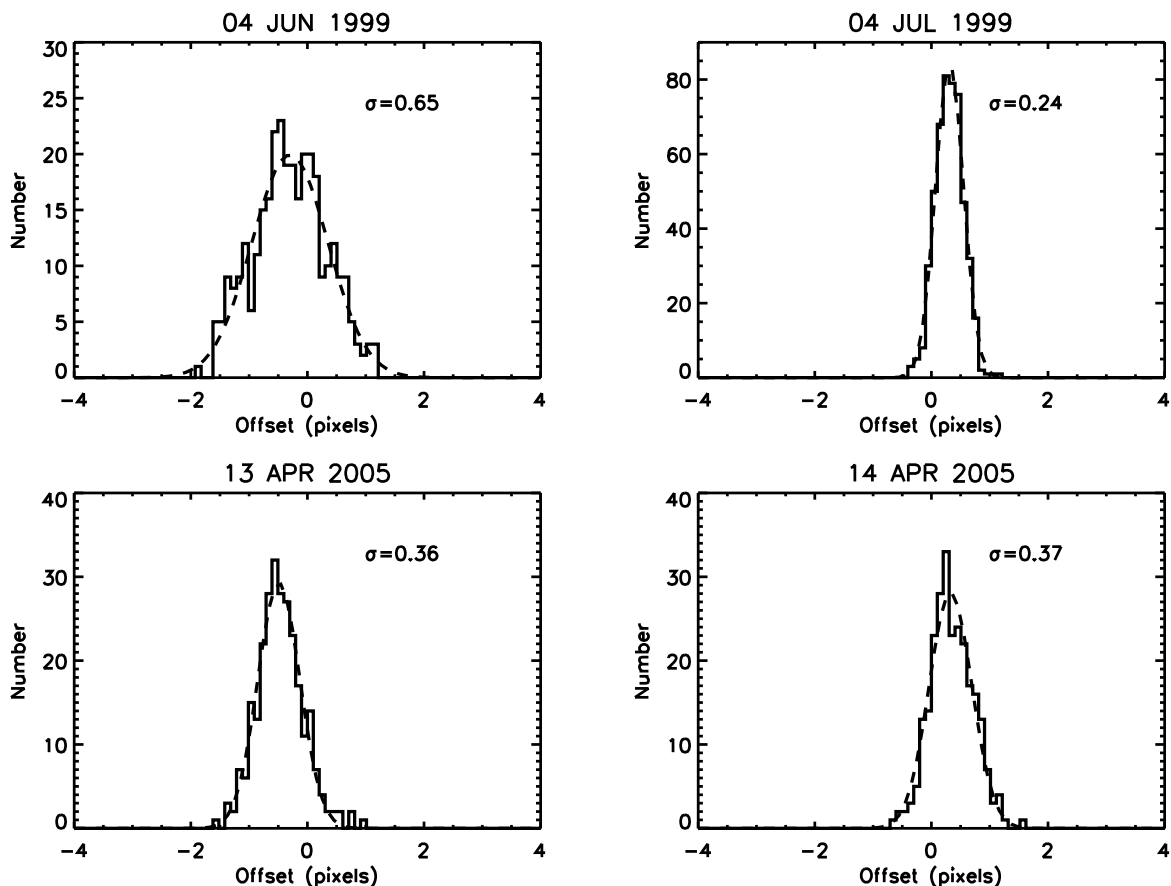 04 JUN 1999
30
25
20
15
10
5
0
Number
σ=0.65
-4 -2 0 2 4
Offset (pixels)
04 JUL 1999
80
60
40
20
0
Number
σ=0.24
-4 -2 0 2 4
Offset (pixels)
13 APR 2005
40
30
20
10
0
Number
σ=0.36
-4 -2 0 2 4
Offset (pixels)
14 APR 2005
40
30
20
10
0
Number
σ=0.37
-4 -2 0 2 4
Offset (pixels)